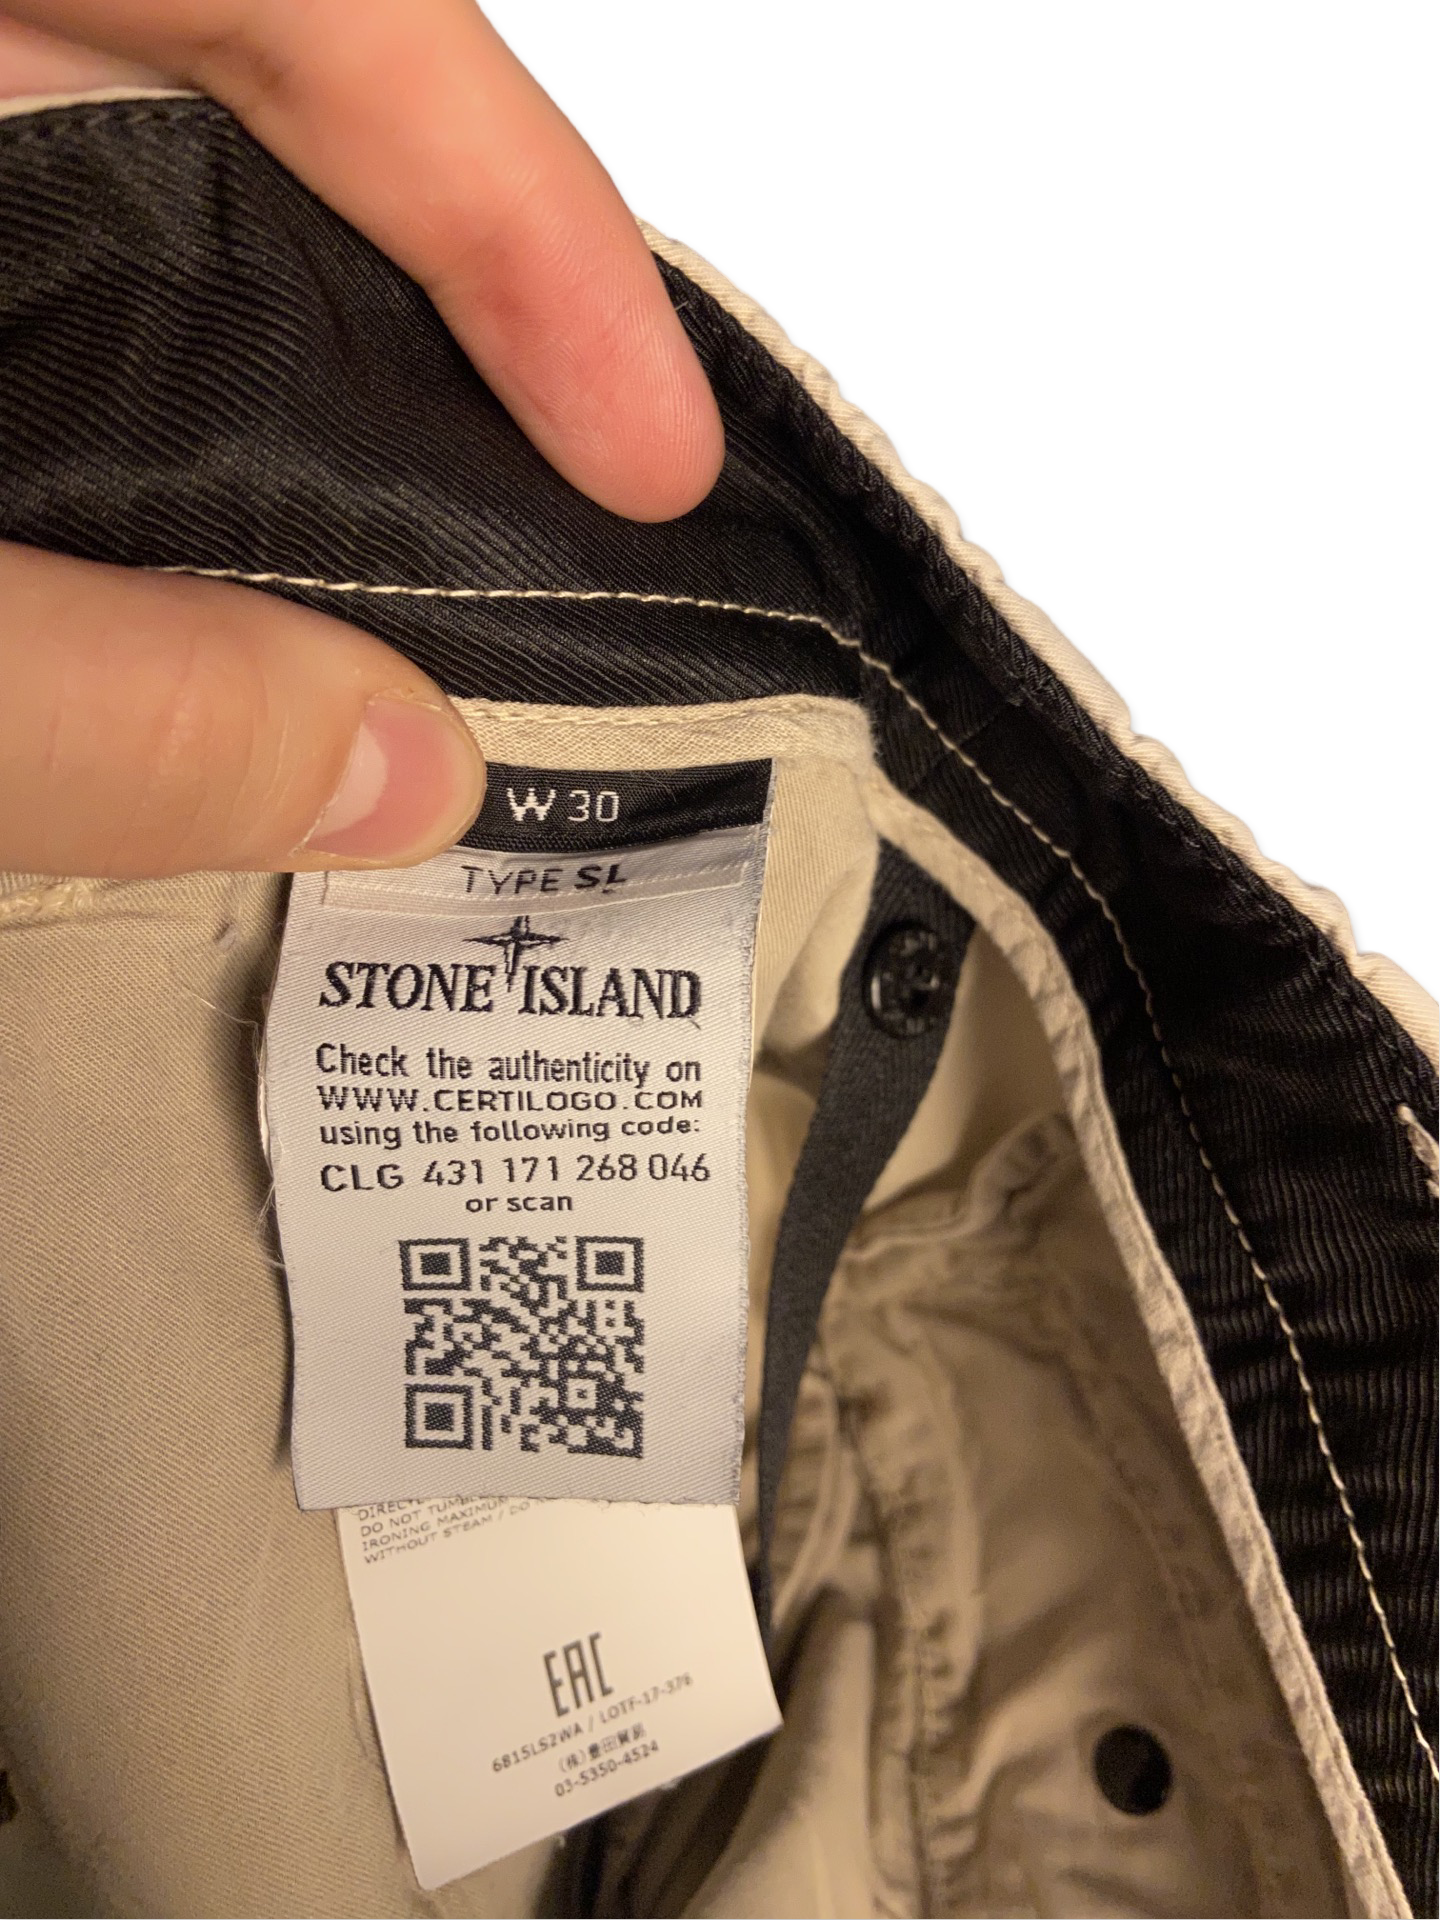 W 30
TYPE SL
STONE ISLAND
Check the authenticity on
WWW.CERTILOGO.COM
using the following code:
CLG 431 171 268 046
or scan
DO NOT TUMBLE
IRONING MAXIMUM
WITHOUT STEAM /
EAC
6815LS2WA / LOTF-17-376
(株)豊田貿易
03-5350-4524